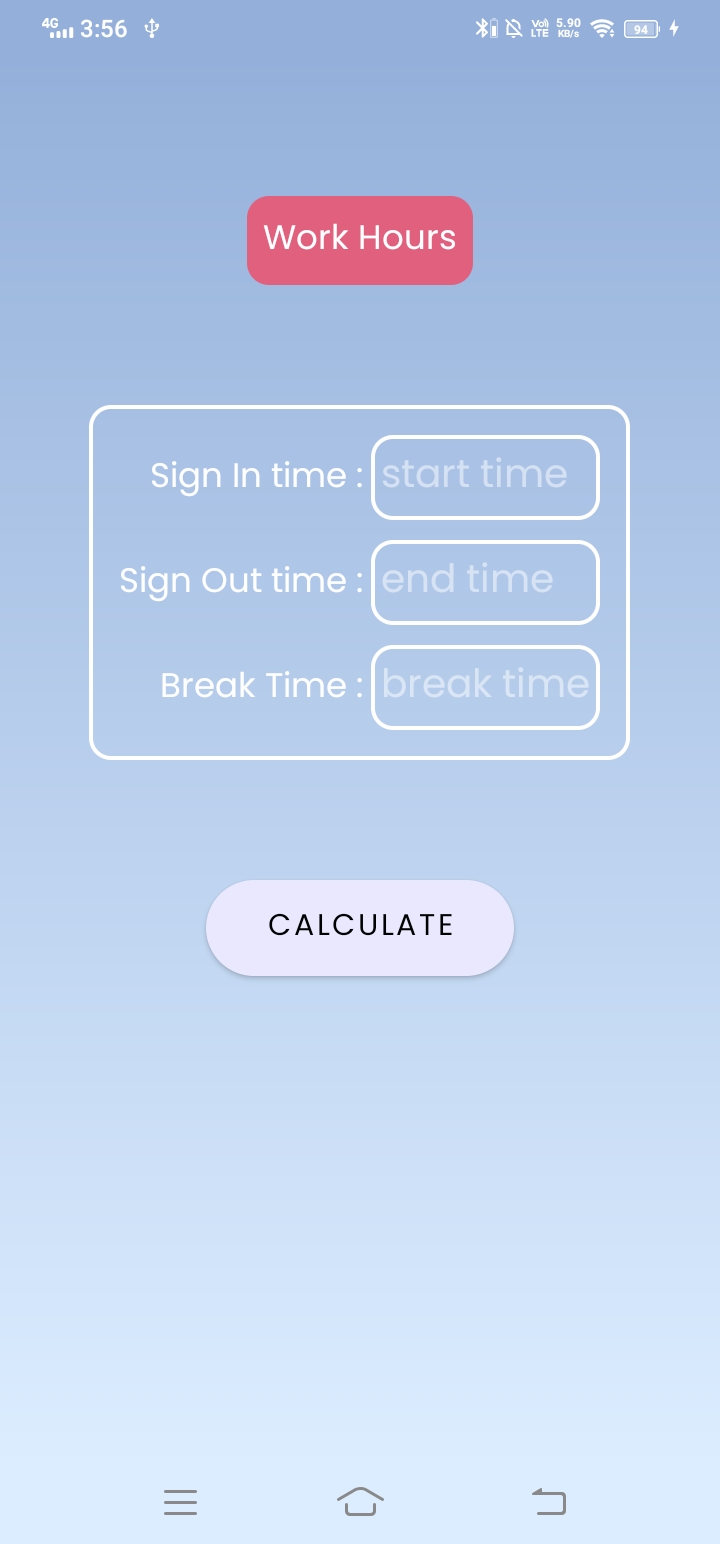 4G 3:56 Vo) LTE 5.90 KB/s 94
Work Hours
Sign In time : start time
Sign Out time : end time
Break Time : break time
CALCULATE